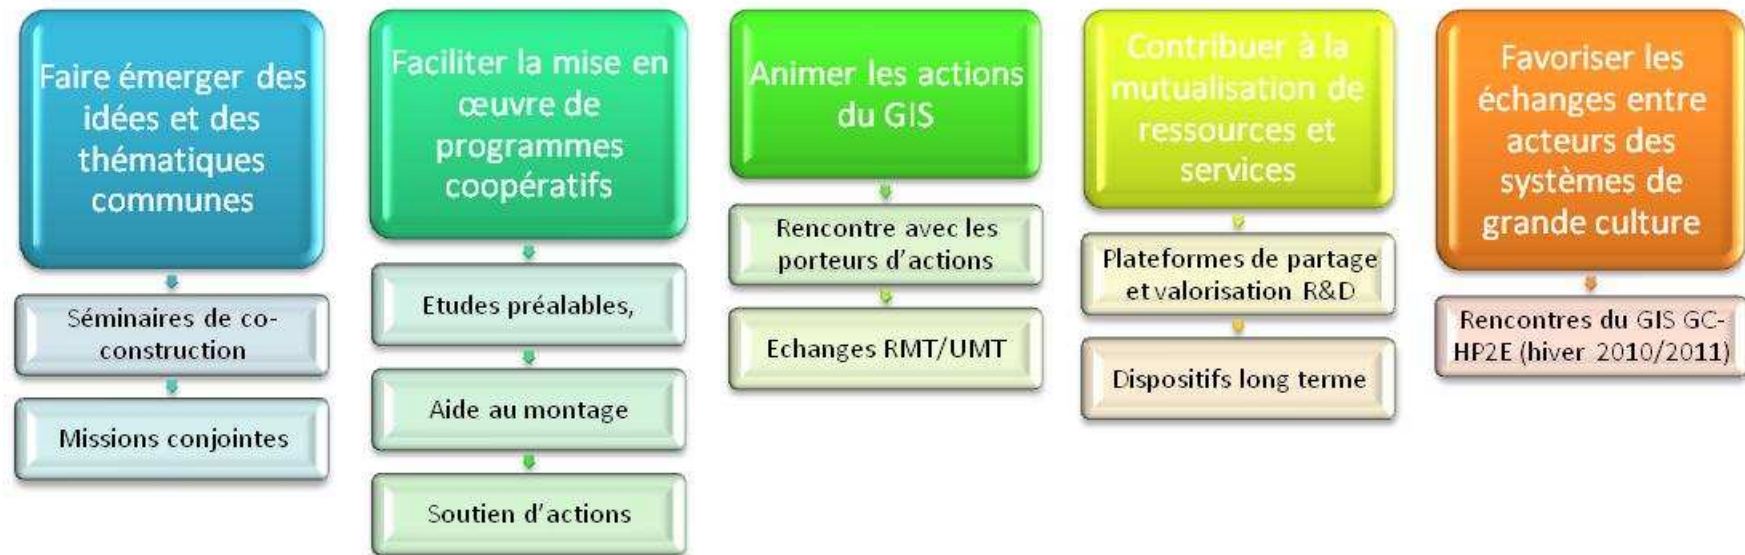 Faire émerger des
idées et des
thématiques
communes
Séminaires de co-
construction
Missions conjointes
Faciliter la mise en
œuvre de
programmes
coopératifs
Etudes préalables,
Aide au montage
Soutien d’actions
Animer les actions
du GIS
Rencontre avec les
porteurs d’actions
Echanges RMT/UMT
Contribuer à la
mutualisation de
ressources et
services
Plateformes de partage
et valorisation R&D
Dispositifs long terme
Favoriser les
échanges entre
acteurs des
systèmes de
grande culture
Rencontres du GIS GC-
HP2E (hiver 2010/2011)